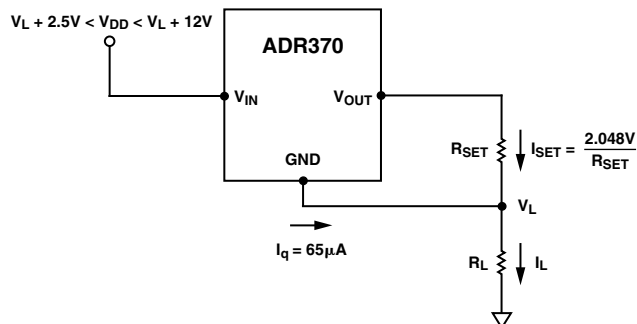 V_L + 2.5V < V_DD < V_L + 12V
ADR370
V_IN
V_OUT
GND
R_SET
I_SET = 2.048V / R_SET
V_L
I_q = 65µA
R_L
I_L